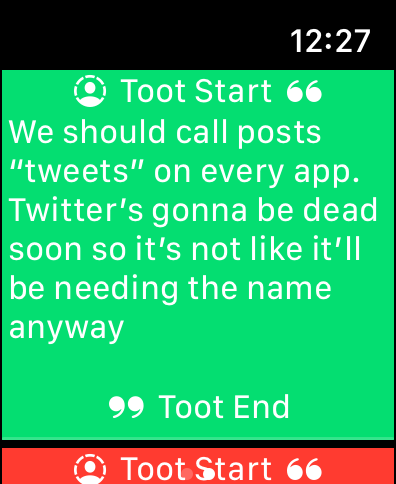 12:27
Toot Start
We should call posts
“tweets” on every app.
Twitter’s gonna be dead
soon so it’s not like it’ll
be needing the name
anyway
Toot End
Toot Start